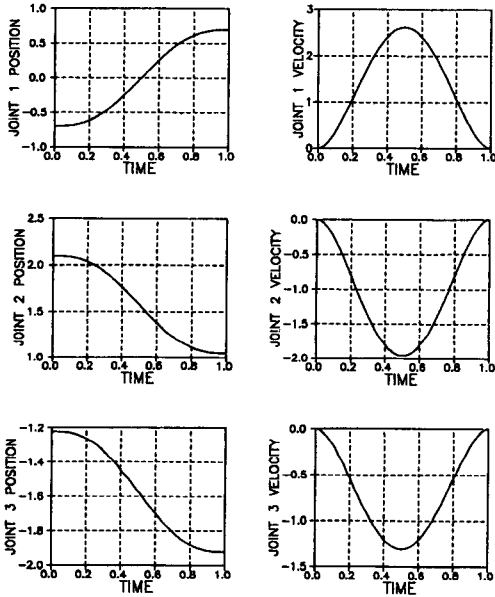 JOINT 1 POSITION
1.0
0.5
0.0
-0.5
-1.0
0.0 0.2 0.4 0.6 0.8 1.0
TIME
JOINT 1 VELOCITY
3
2
1
0
0.0 0.2 0.4 0.6 0.8 1.0
TIME
JOINT 2 POSITION
2.5
2.0
1.5
1.0
0.0 0.2 0.4 0.6 0.8 1.0
TIME
JOINT 2 VELOCITY
0.0
-0.5
-1.0
-1.5
-2.0
0.0 0.2 0.4 0.6 0.8 1.0
TIME
JOINT 3 POSITION
-1.2
-1.4
-1.6
-1.8
-2.0
0.0 0.2 0.4 0.6 0.8 1.0
TIME
JOINT 3 VELOCITY
0.0
-0.5
-1.0
-1.5
0.0 0.2 0.4 0.6 0.8 1.0
TIME